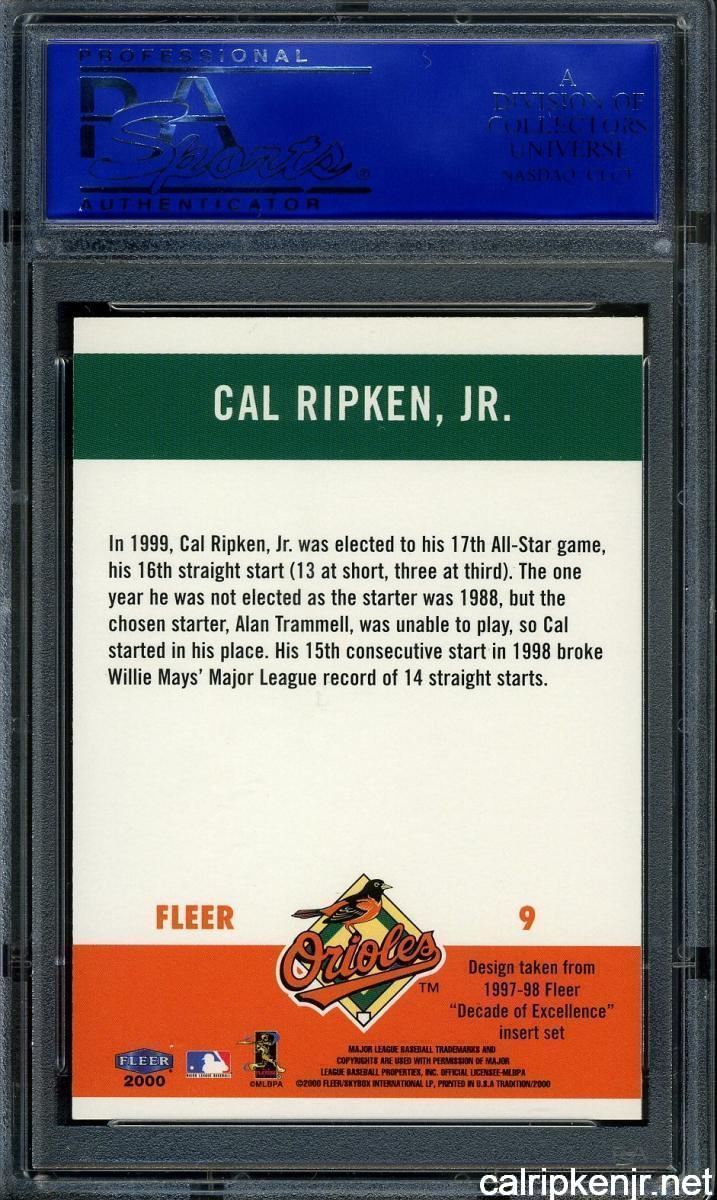 PROFESSIONAL
PSA
Sports ®
AUTHENTICATOR
A
DIVISION OF
COLLECTORS
UNIVERSE
NASDAQ: CLCT
CAL RIPKEN, JR.
In 1999, Cal Ripken, Jr. was elected to his 17th All-Star game,
his 16th straight start (13 at short, three at third). The one
year he was not elected as the starter was 1988, but the
chosen starter, Alan Trammell, was unable to play, so Cal
started in his place. His 15th consecutive start in 1998 broke
Willie Mays' Major League record of 14 straight starts.
FLEER
9
Orioles
TM
Design taken from
1997-98 Fleer
"Decade of Excellence"
insert set
FLEER
2000
MAJOR LEAGUE BASEBALL
©MLBPA
MAJOR LEAGUE BASEBALL TRADEMARKS AND
COPYRIGHTS ARE USED WITH PERMISSION OF MAJOR
LEAGUE BASEBALL PROPERTIES, INC. OFFICIAL LICENSEE-MLBPA
©2000 FLEER/SKYBOX INTERNATIONAL LP, PRINTED IN U.S.A TRADITION/2000
calripkenjr.net